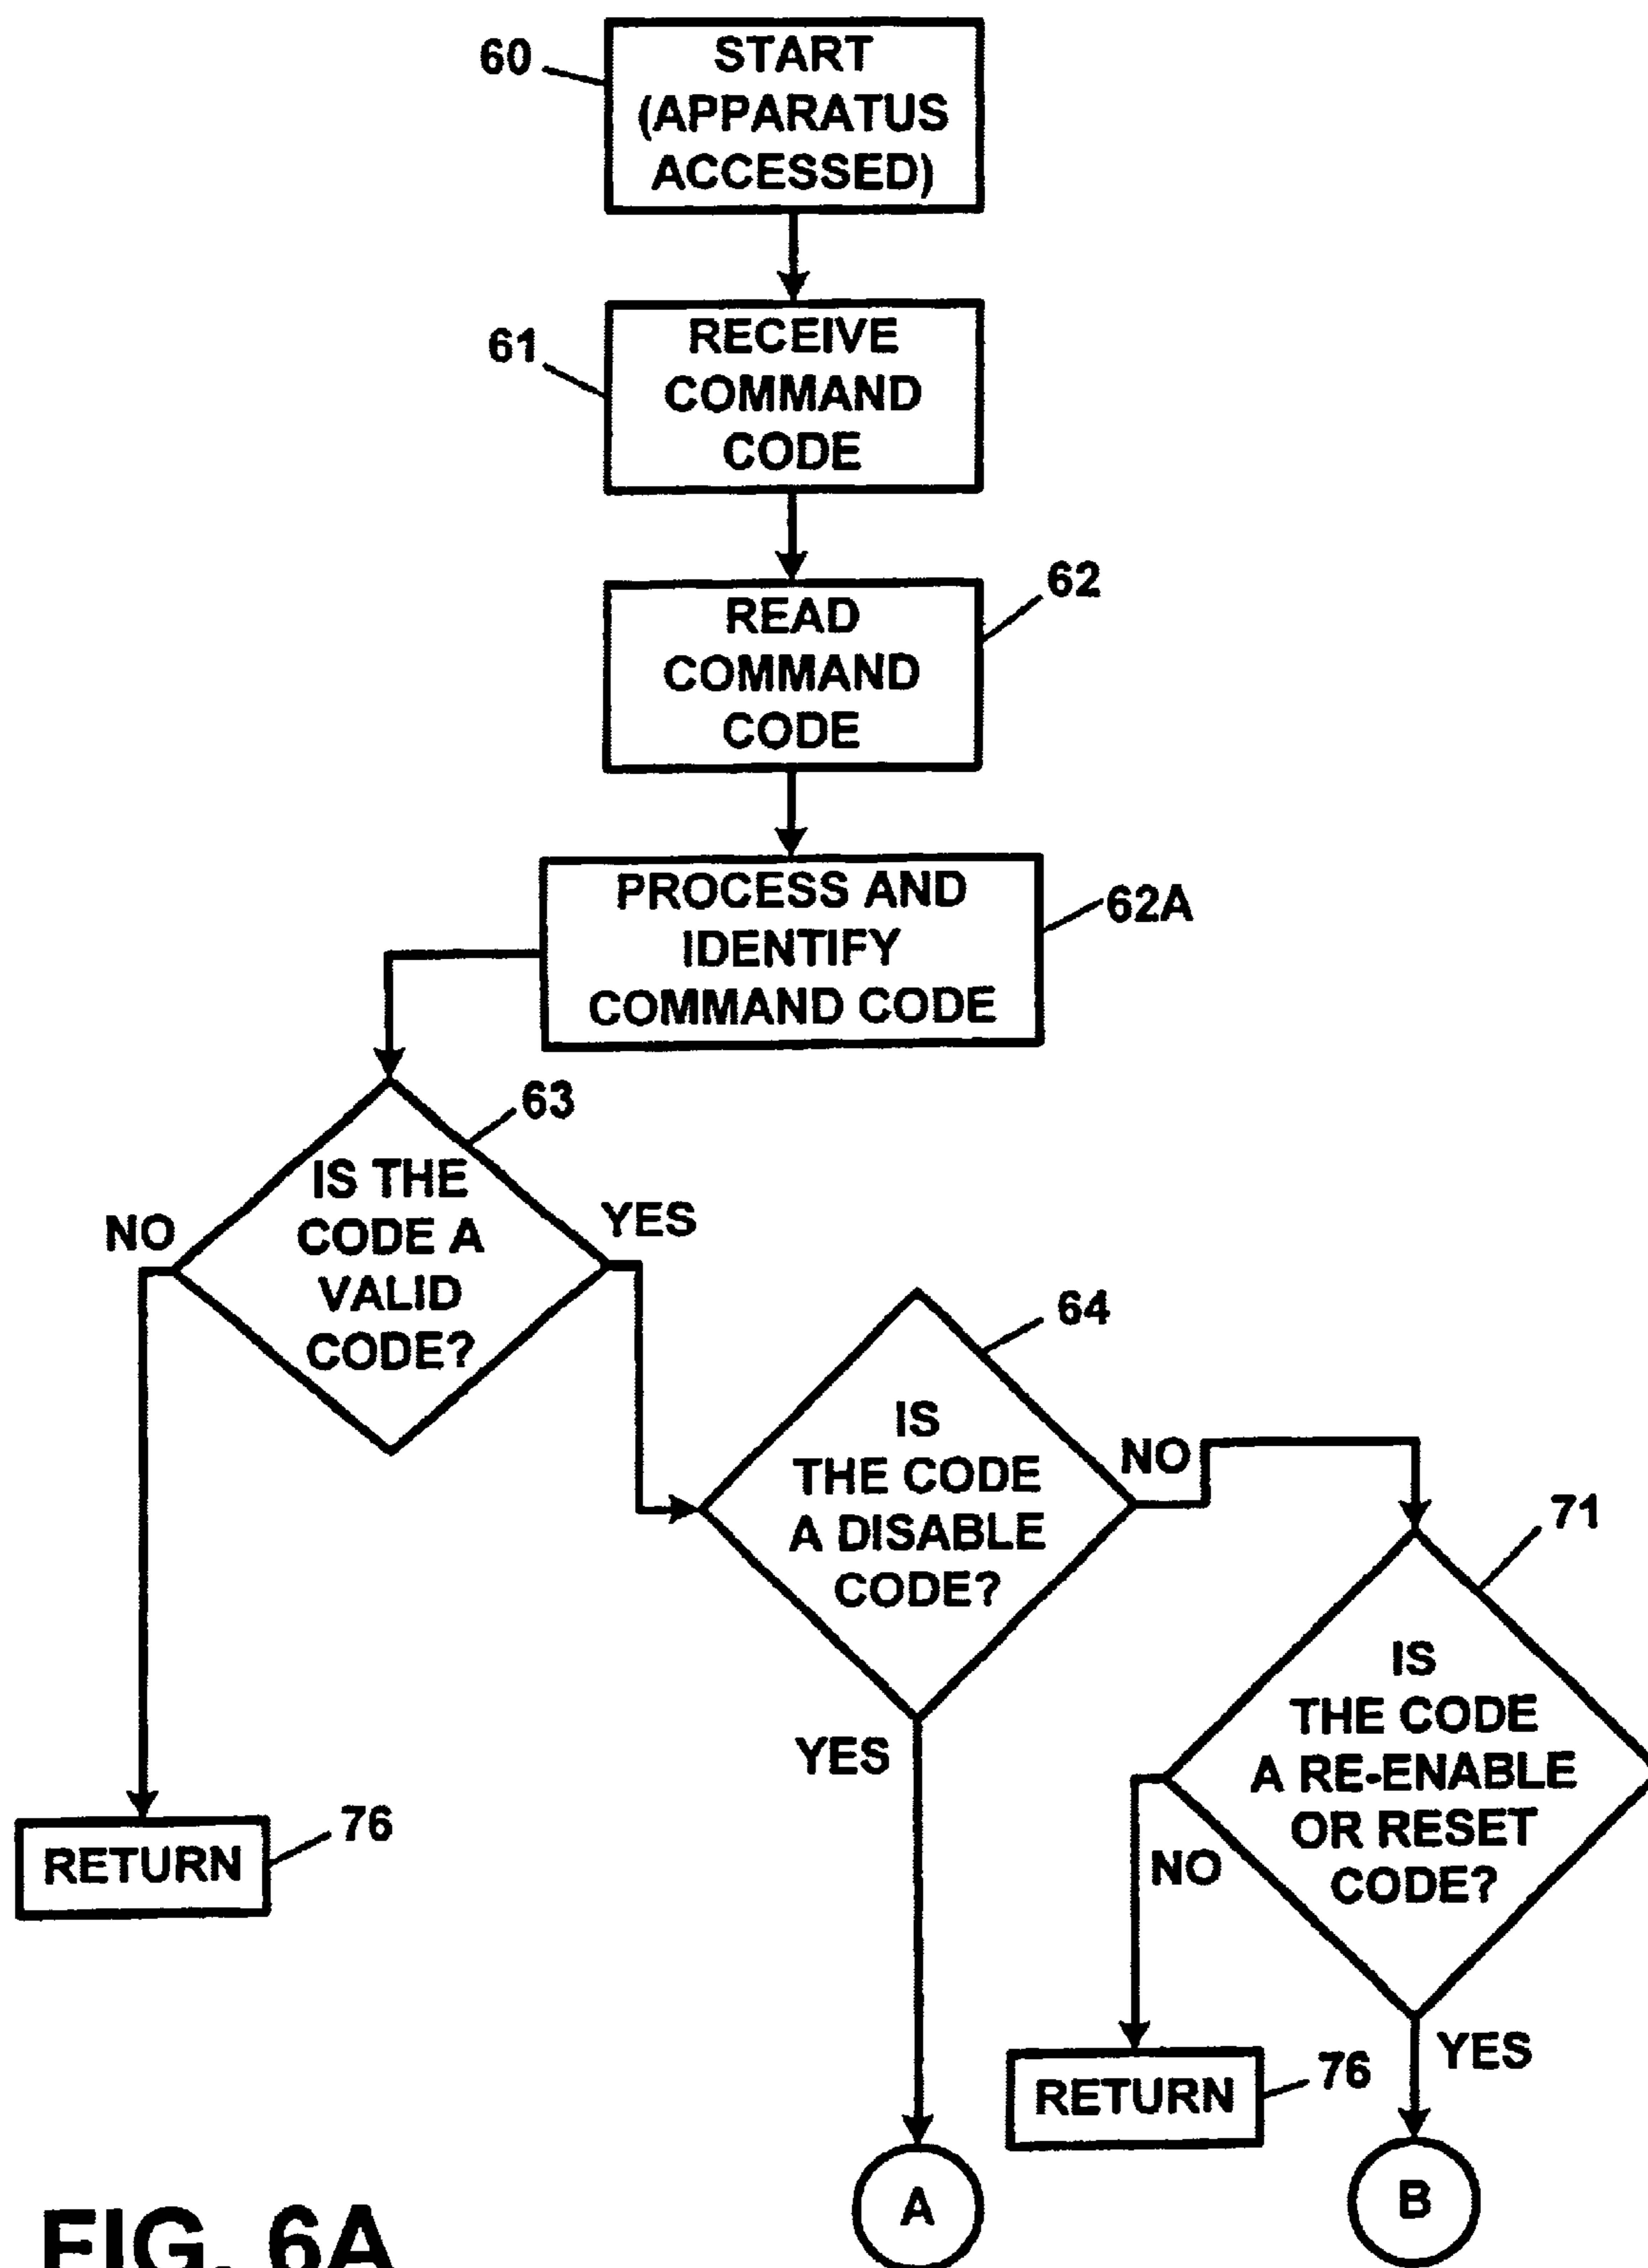 60
START
(APPARATUS
ACCESSED)
61
RECEIVE
COMMAND
CODE
62
READ
COMMAND
CODE
62A
PROCESS AND
IDENTIFY
COMMAND CODE
63
IS THE
CODE A
VALID
CODE?
NO
YES
64
IS
THE CODE
A DISABLE
CODE?
NO
YES
71
IS
THE CODE
A RE-ENABLE
OR RESET
CODE?
NO
YES
RETURN
76
RETURN
76
A
B
FIG. 6A